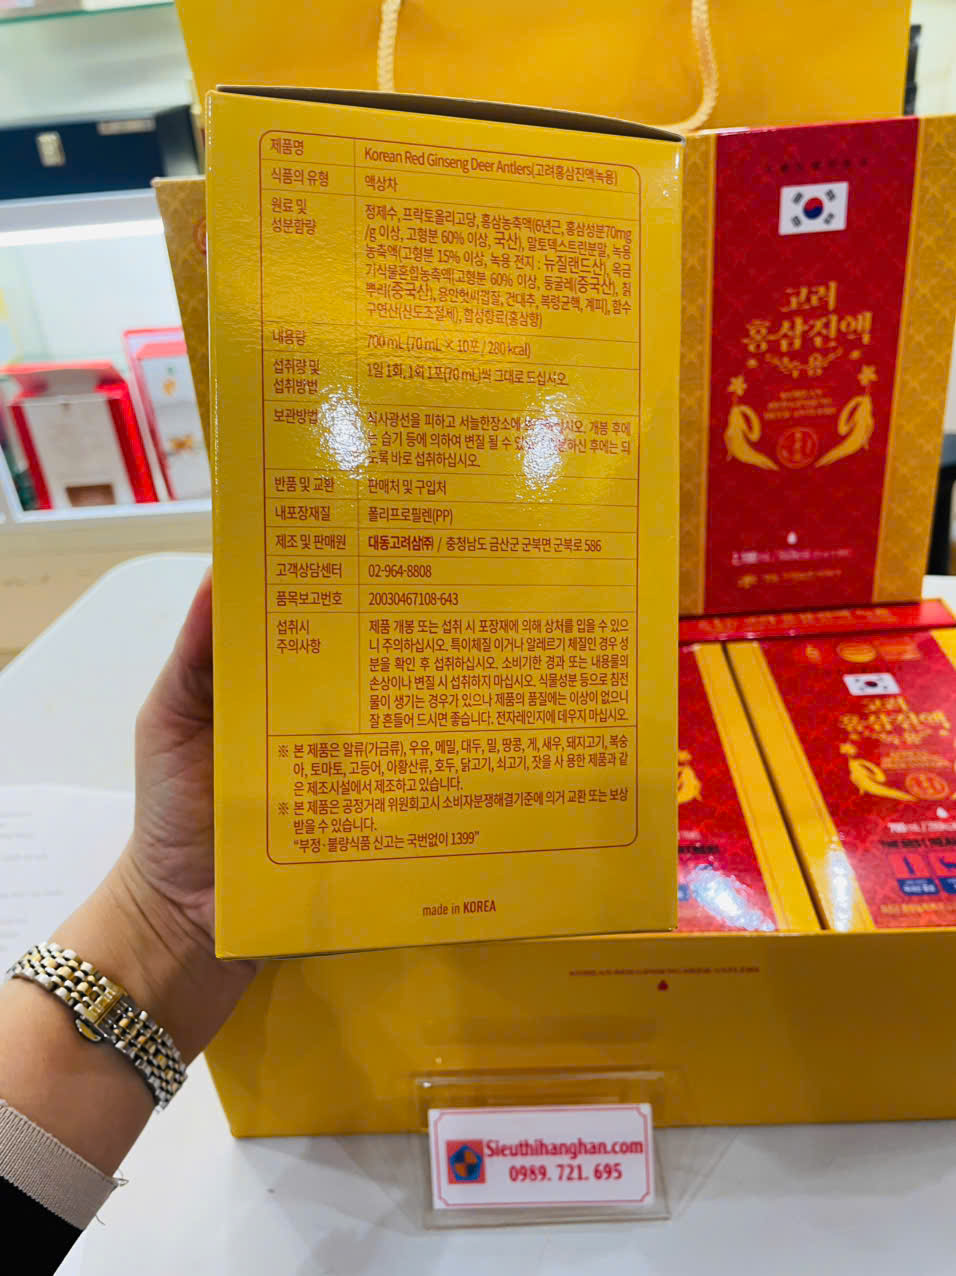 제품명
Korean Red Ginseng Deer Antlers(고려홍삼진액녹용)
식품의 유형
액상차
원료 및
성분함량
정제수, 프락토올리고당, 홍삼농축액(6년근, 홍삼성분70mg
/g 이상, 고형분 60% 이상, 국산), 말토덱스트린분말, 녹용
농축액(고형분 15% 이상, 녹용 전지 : 뉴질랜드산), 옥금
기식물혼합농축액(고형분 60% 이상, 둥굴레(중국산), 칡
뿌리(중국산), 용안헛씨껍질, 건대추, 복령균핵, 계피), 함수
구연산(산도조절제), 합성향료(홍삼향)
내용량
700 mL (70 mL × 10포 / 280 kcal)
섭취량 및
섭취방법
1일 1회, 1회 1포(70 mL)씩 그대로 드십시오.
보관방법
직사광선을 피하고 서늘한장소에 오. 개봉 후에
는 습기 등에 의하여 변질 될 수 하신 후에는 되
도록 바로 섭취하십시오.
반품 및 교환
판매처 및 구입처
내포장재질
폴리프로필렌(PP)
제조 및 판매원
대동고려삼㈜ / 충청남도 금산군 군북면 군북로 586
고객상담센터
02-964-8808
품목보고번호
20030467108-643
섭취시
주의사항
제품 개봉 또는 섭취 시 포장재에 의해 상처를 입을 수 있으
니 주의하십시오. 특이체질 이거나 알레르기 체질인 경우 성
분을 확인 후 섭취하십시오. 소비기한 경과 또는 내용물의
손상이나 변질 시 섭취하지 마십시오. 식물성분 등으로 침전
물이 생기는 경우가 있으나 제품의 품질에는 이상이 없으니
잘 흔들어 드시면 좋습니다. 전자레인지에 데우지 마십시오.
※ 본 제품은 알류(가금류), 우유, 메밀, 대두, 밀, 땅콩, 게, 새우, 돼지고기, 복숭
아, 토마토, 고등어, 아황산류, 호두, 닭고기, 쇠고기, 잣을 사 용한 제품과 같
은 제조시설에서 제조하고 있습니다.
※ 본 제품은 공정거래 위원회고시 소비자분쟁해결기준에 의거 교환 또는 보상
받을 수 있습니다.
"부정·불량식품 신고는 국번없이 1399"
made in KOREA
고려
홍삼진액
녹용
고려
홍삼진액
KOREAN RED GINSENG DEER ANTLERS
Sieuthihanghan.com
0989. 721. 695